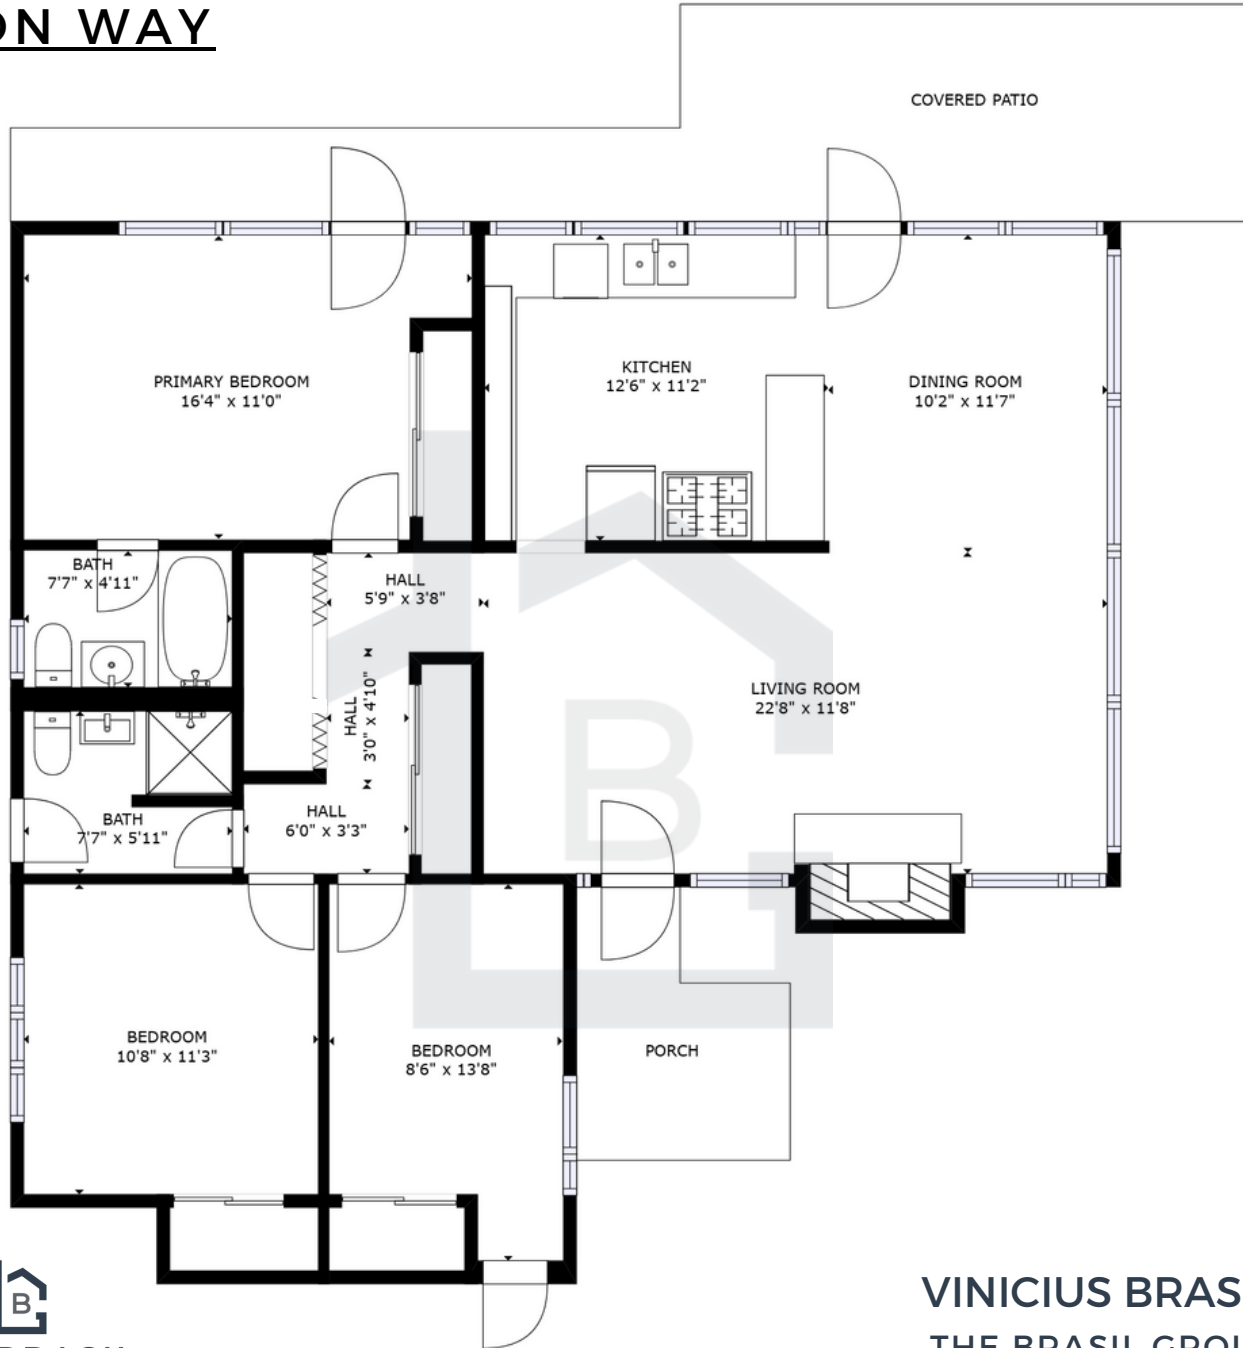 ON WAY
COVERED PATIO
PRIMARY BEDROOM
16'4" x 11'0"
KITCHEN
12'6" x 11'2"
DINING ROOM
10'2" x 11'7"
BATH
7'7" x 4'11"
HALL
5'9" x 3'8"
HALL
3'0" x 4'10"
LIVING ROOM
22'8" x 11'8"
B
BATH
7'7" x 5'11"
HALL
6'0" x 3'3"
BEDROOM
10'8" x 11'3"
BEDROOM
8'6" x 13'8"
PORCH
B
VINICIUS BRAS
THE BRASIL GROU